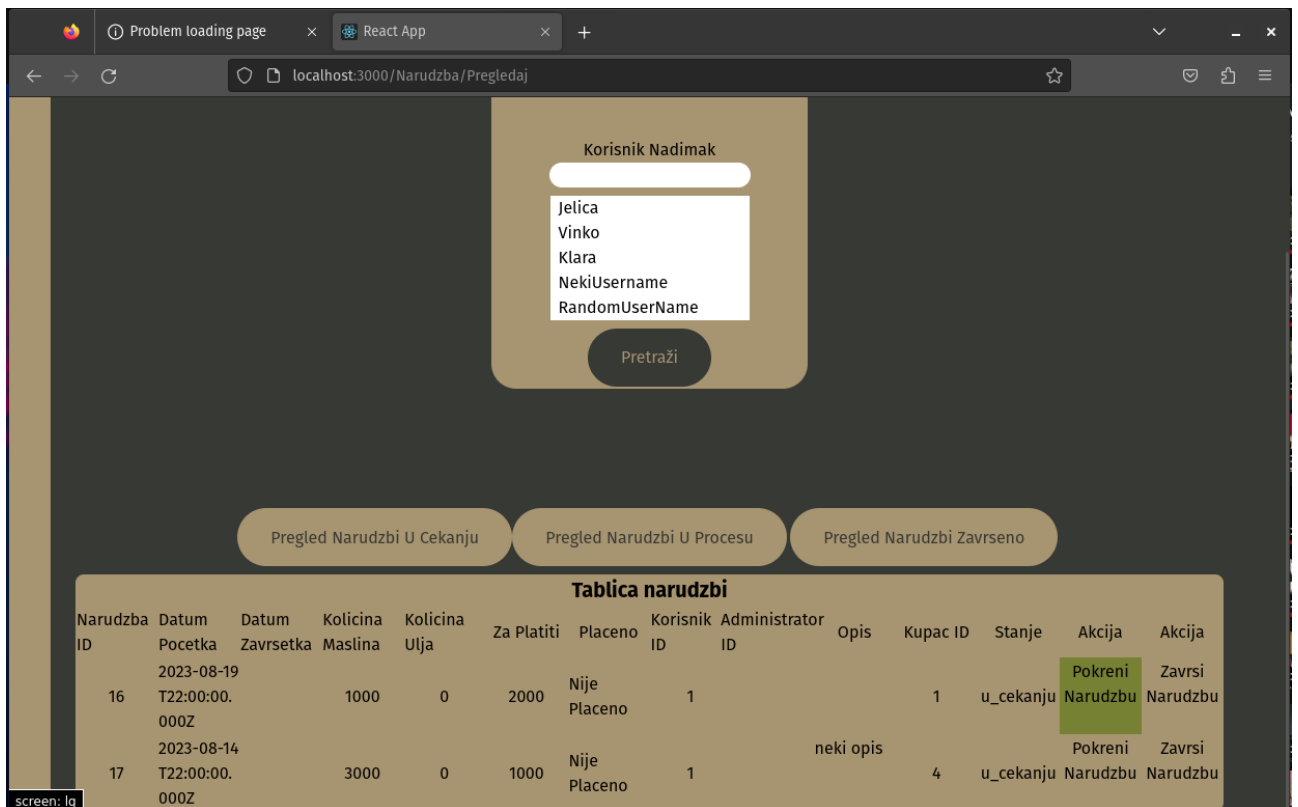 Problem loading page
React App
localhost:3000/Narudzba/Pregledaj
Korisnik Nadimak
Jelica
Vinko
Klara
NekiUsername
RandomUserName
Pretraži
Pregled Narudzbi U Cekanju
Pregled Narudzbi U Procesu
Pregled Narudzbi Zavrseno
Tablica narudzbi
Narudzba ID
Datum Pocetka
Datum Zavrsetka
Kolicina Maslina
Kolicina Ulja
Za Platiti
Placeno
Korisnik ID
Administrator ID
Opis
Kupac ID
Stanje
Akcija
Akcija
16
2023-08-19
T22:00:00.
000Z
1000
0
2000
Nije
Placeno
1
1
u_cekanju
Pokreni
Narudzbu
Zavrsi
Narudzbu
17
2023-08-14
T22:00:00.
000Z
3000
0
1000
Nije
Placeno
1
neki opis
4
u_cekanju
Pokreni
Narudzbu
Zavrsi
Narudzbu
screen: lg